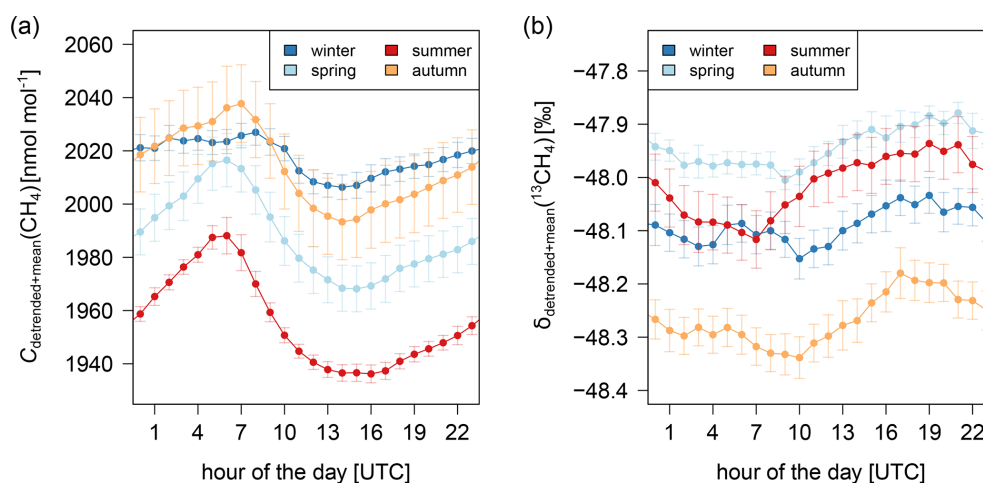 (a)
C detrended+mean(CH₄) [nmol mol⁻¹]
2060
2040
2020
2000
1980
1960
1940
winter summer
spring autumn
1 4 7 10 13 16 19 22
hour of the day [UTC]
(b)
δ detrended+mean(¹³CH₄) [‰]
−47.8
−47.9
−48.0
−48.1
−48.2
−48.3
−48.4
winter summer
spring autumn
1 4 7 10 13 16 19 22
hour of the day [UTC]